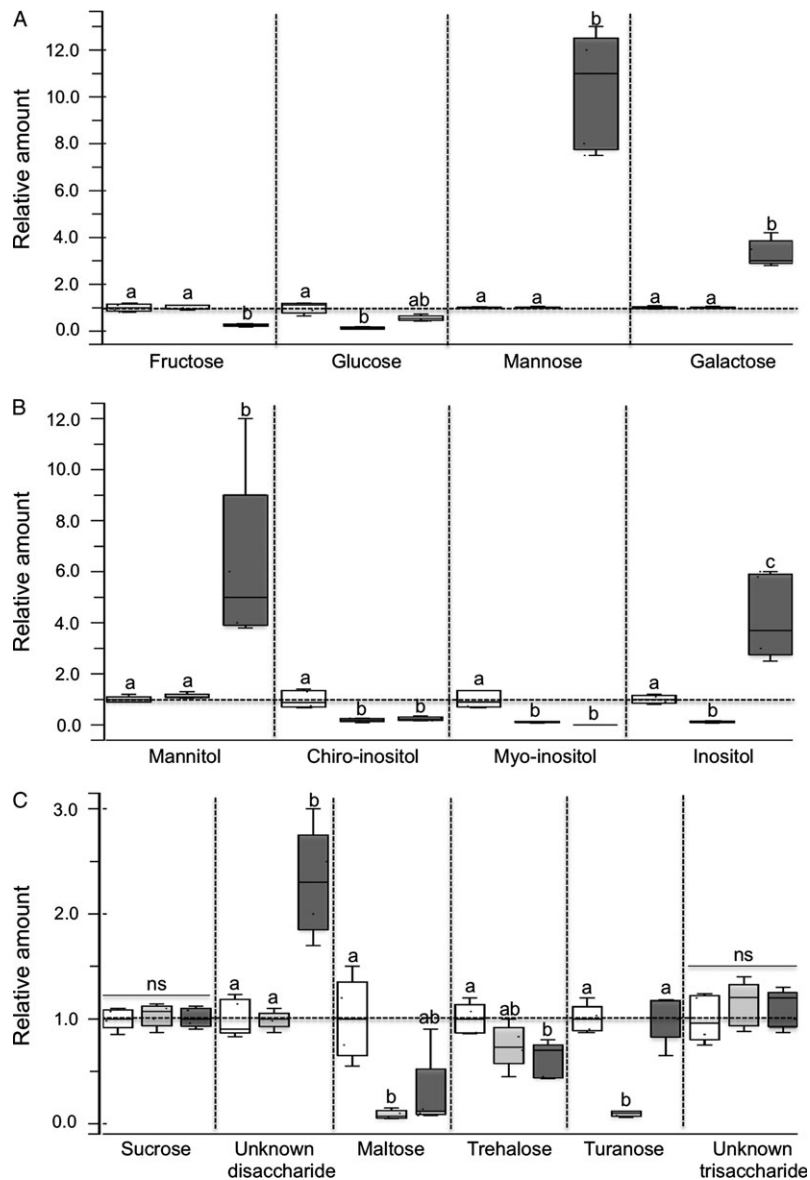 A
Relative amount
12.0
10.0
8.0
6.0
4.0
2.0
0.0
a a b
a b ab
a a b
a a b
Fructose Glucose Mannose Galactose
B
Relative amount
12.0
10.0
8.0
6.0
4.0
2.0
0.0
a a b
a b b
a b b
a b c
Mannitol Chiro-inositol Myo-inositol Inositol
C
Relative amount
3.0
2.0
1.0
0.0
ns
a a b
a b ab
a ab b
a b a
ns
Sucrose Unknown disaccharide Maltose Trehalose Turanose Unknown trisaccharide